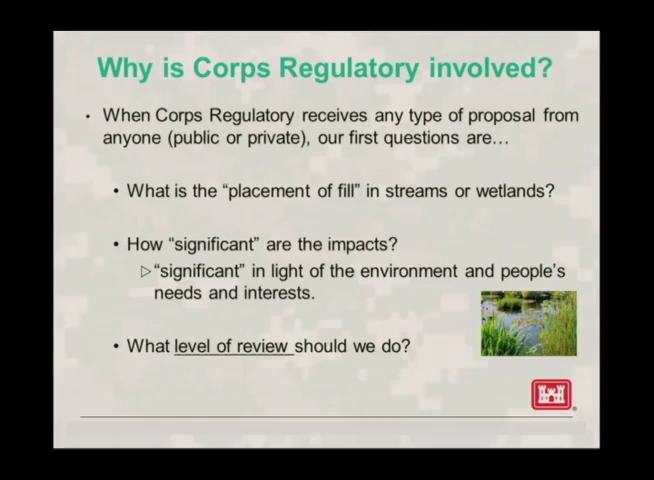 Why is Corps Regulatory involved?
• When Corps Regulatory receives any type of proposal from
anyone (public or private), our first questions are…
• What is the “placement of fill” in streams or wetlands?
• How “significant” are the impacts?
▷“significant” in light of the environment and people’s
needs and interests.
• What level of review should we do?
®